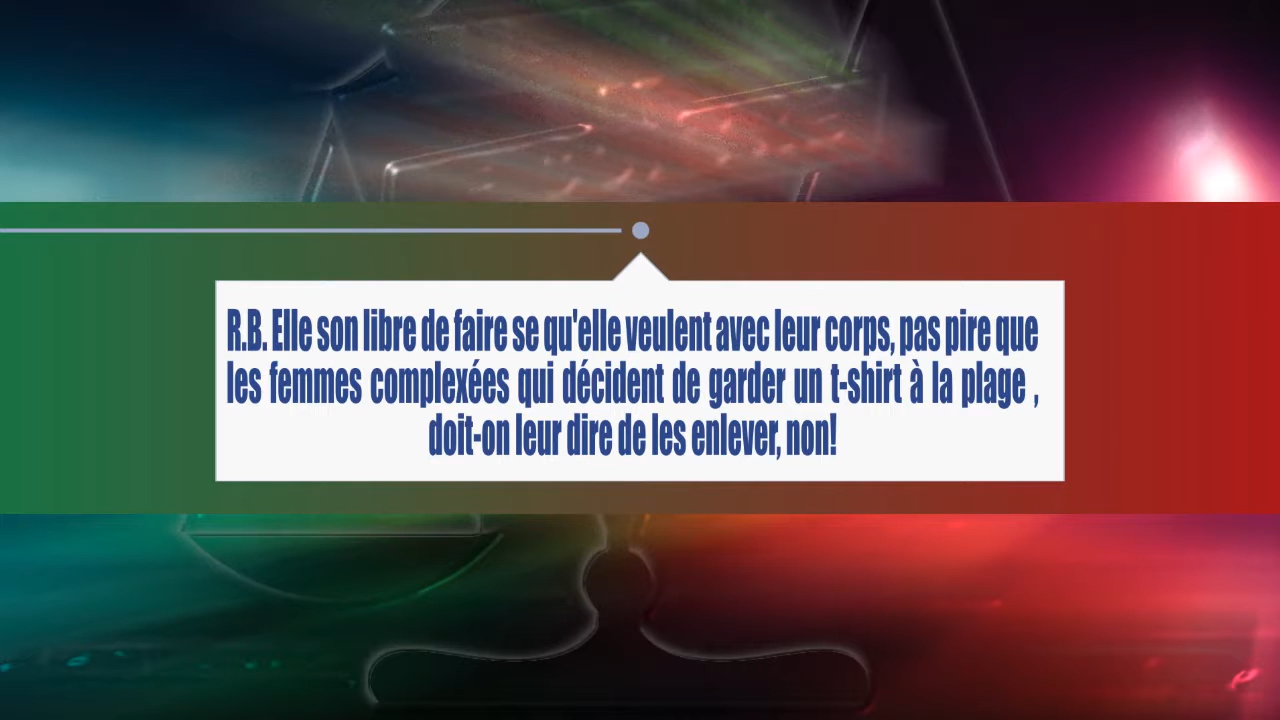 R.B. Elle son libre de faire se qu'elle veulent avec leur corps, pas pire que
les femmes complexées qui décident de garder un t-shirt à la plage ,
doit-on leur dire de les enlever, non!